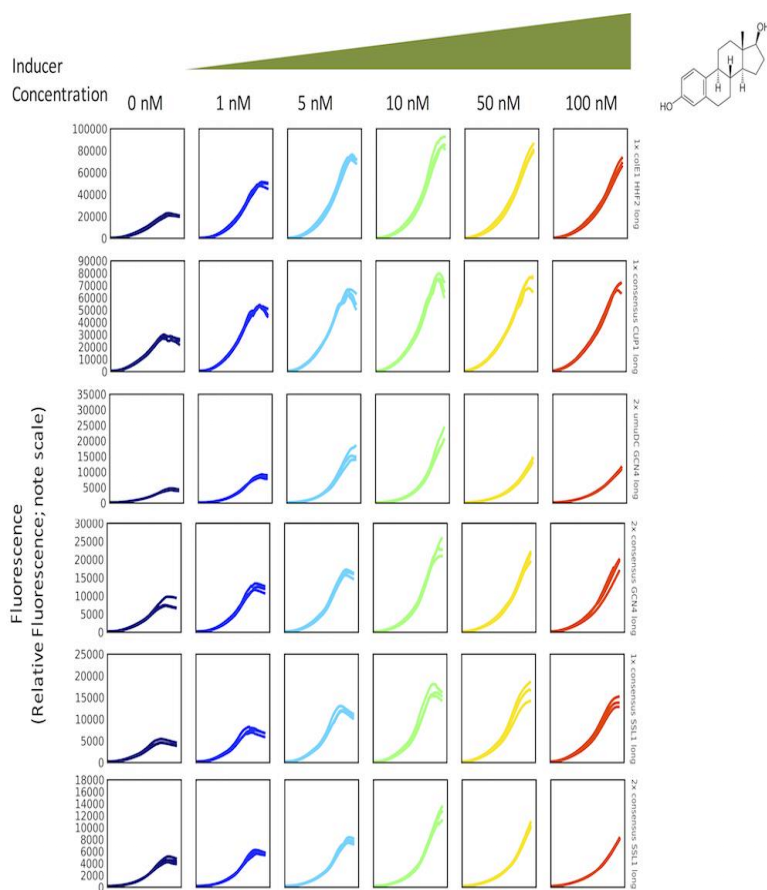 Inducer
Concentration
0 nM 1 nM 5 nM 10 nM 50 nM 100 nM
OH
HO
H
H
H
Fluorescence
(Relative Fluorescence; note scale)
100000
80000
60000
40000
20000
0
1x colE1 HHF2 long
90000
80000
70000
60000
50000
40000
30000
20000
10000
0
1x consensus CUP1 long
35000
30000
25000
20000
15000
10000
5000
0
2x umuDC GCN4 long
30000
25000
20000
15000
10000
5000
0
2x consensus GCN4 long
25000
20000
15000
10000
5000
0
1x consensus SSL1 long
18000
16000
14000
12000
10000
8000
6000
4000
2000
0
2x consensus SSL1 long